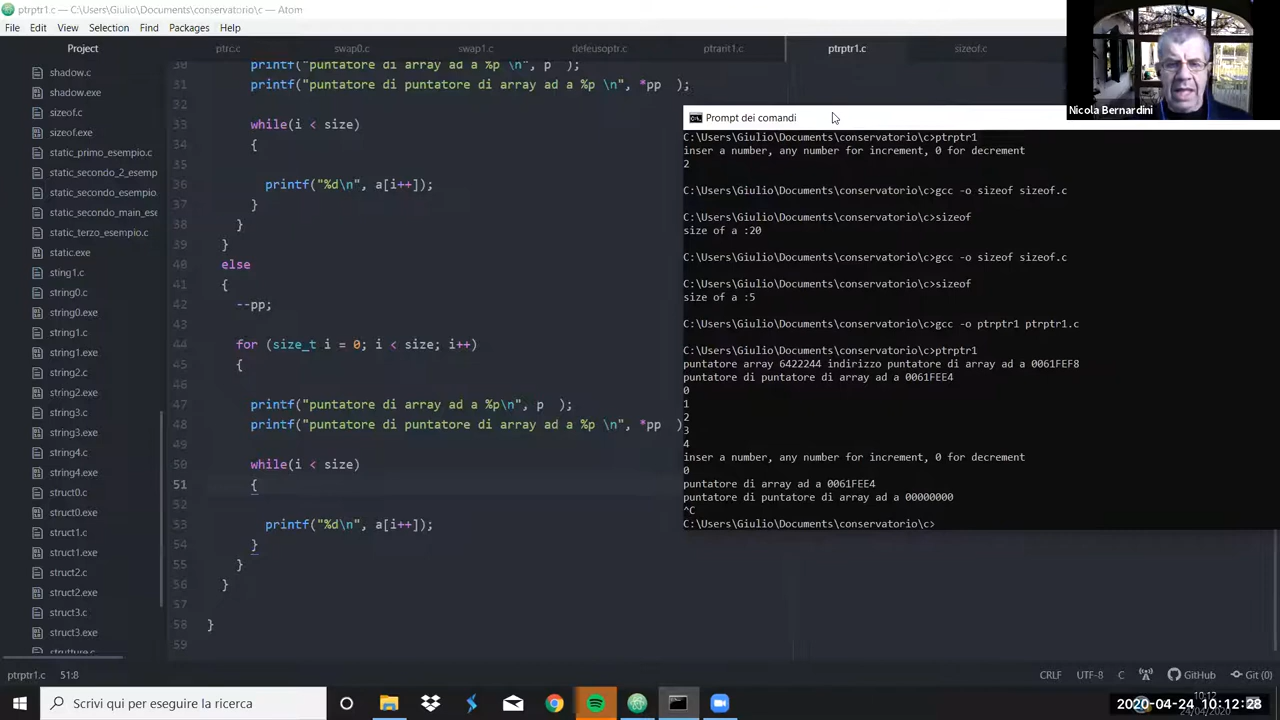 ptrptr1.c — C:\Users\Giulio\Documents\conservatorio\c — Atom
File Edit View Selection Find Packages Help
Project
ptrc.c
swap0.c
swap1.c
defeusoptr.c
ptrarit1.c
ptrptr1.c
sizeof.c
shadow.c
shadow.exe
sizeof.c
sizeof.exe
static_primo_esempio.c
static_secondo_2_esemp
static_secondo_esempio
static_secondo_main_ese
static_terzo_esempio.c
static.exe
sting1.c
string0.c
string0.exe
string1.c
string1.exe
string2.c
string2.exe
string3.c
string3.exe
string4.c
string4.exe
struct0.c
struct0.exe
struct1.c
struct1.exe
struct2.c
struct2.exe
struct3.c
struct3.exe
30 printf("puntatore di array ad a %p \n", p );
31 printf("puntatore di puntatore di array ad a %p \n", *pp );
32
33 while(i < size)
34 {
35
36 printf("%d\n", a[i++]);
37 }
38 }
39 }
40 else
41 {
42 --pp;
43
44 for (size_t i = 0; i < size; i++)
45 {
46
47 printf("puntatore di array ad a %p\n", p );
48 printf("puntatore di puntatore di array ad a %p \n", *pp )
49
50 while(i < size)
51 {
52
53 printf("%d\n", a[i++]);
54 }
55 }
56 }
57
58 }
59
Prompt dei comandi
C:\Users\Giulio\Documents\conservatorio\c>ptrptr1
inser a number, any number for increment, 0 for decrement
2
C:\Users\Giulio\Documents\conservatorio\c>gcc -o sizeof sizeof.c
C:\Users\Giulio\Documents\conservatorio\c>sizeof
size of a :20
C:\Users\Giulio\Documents\conservatorio\c>gcc -o sizeof sizeof.c
C:\Users\Giulio\Documents\conservatorio\c>sizeof
size of a :5
C:\Users\Giulio\Documents\conservatorio\c>gcc -o ptrptr1 ptrptr1.c
C:\Users\Giulio\Documents\conservatorio\c>ptrptr1
puntatore array 6422244 indirizzo puntatore di array ad a 0061FEF8
puntatore di puntatore di array ad a 0061FEE4
0
1
2
3
4
inser a number, any number for increment, 0 for decrement
0
puntatore di array ad a 0061FEE4
puntatore di puntatore di array ad a 00000000
^C
C:\Users\Giulio\Documents\conservatorio\c>
Nicola Bernardini
ptrptr1.c 51:8
CRLF UTF-8 C GitHub Git (0)
Scrivi qui per eseguire la ricerca
10:12
24/04/2020
2020-04-24 10:12:28